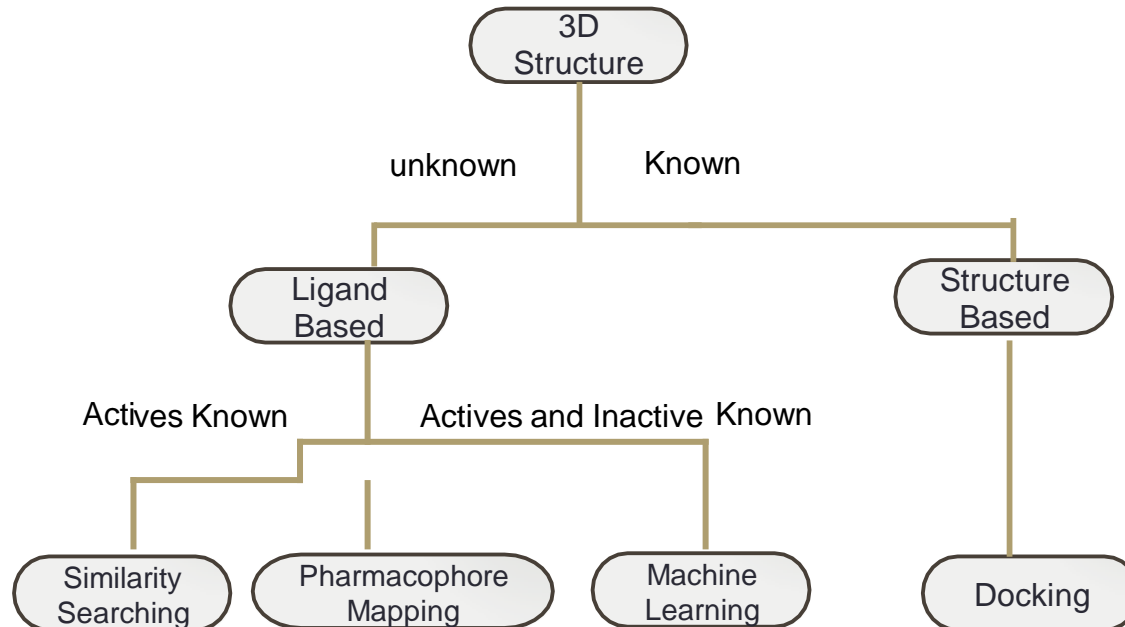 3D
Structure
unknown
Known
Ligand
Based
Structure
Based
Actives Known
Actives and Inactive Known
Similarity
Searching
Pharmacophore
Mapping
Machine
Learning
Docking